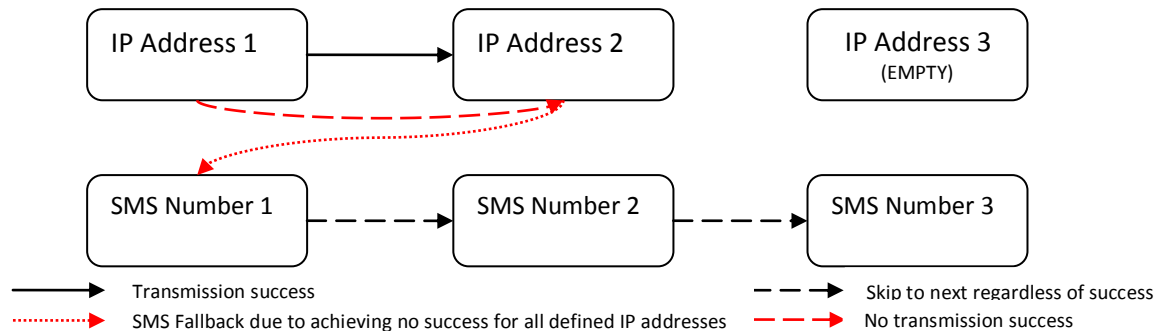 IP Address 1
IP Address 2
IP Address 3
(EMPTY)
SMS Number 1
SMS Number 2
SMS Number 3
Transmission success
Skip to next regardless of success
SMS Fallback due to achieving no success for all defined IP addresses
No transmission success